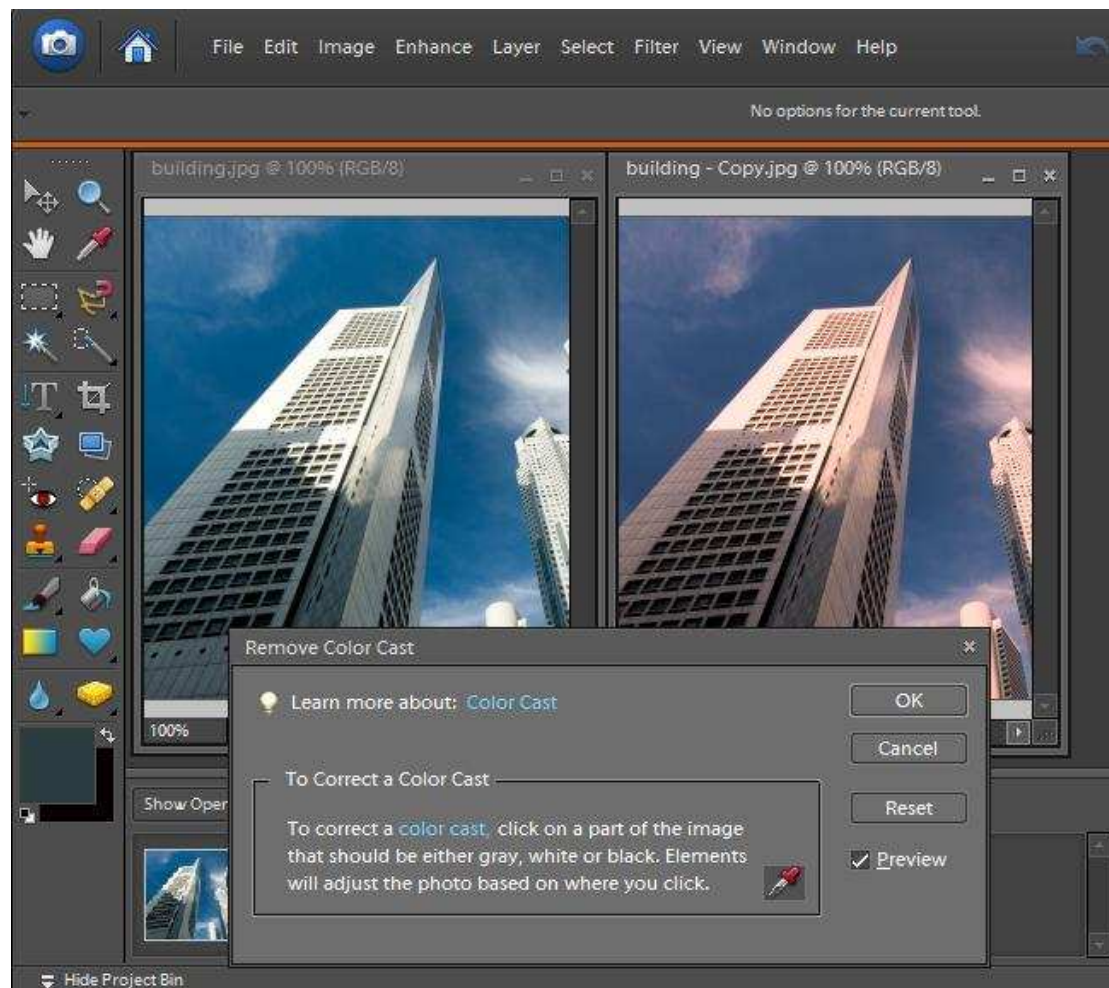 File Edit Image Enhance Layer Select Filter View Window Help
No options for the current tool.
building.jpg @ 100% (RGB/8)
building - Copy.jpg @ 100% (RGB/8)
T
100%
Remove Color Cast
Learn more about: Color Cast
OK
Cancel
Reset
Preview
To Correct a Color Cast
To correct a color cast, click on a part of the image
that should be either gray, white or black. Elements
will adjust the photo based on where you click.
Show Oper
Hide Project Bin